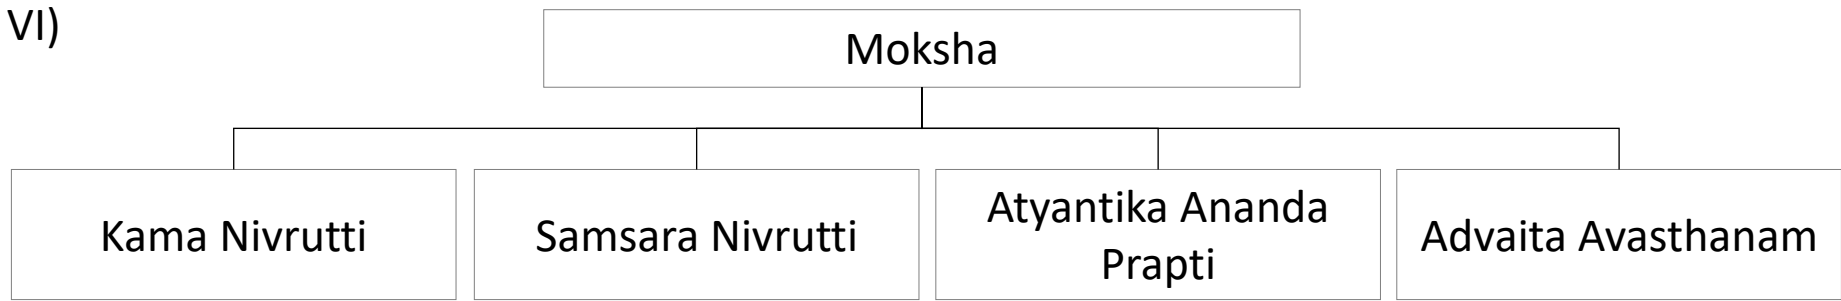 VI)
Moksha
Kama Nivrutti
Samsara Nivrutti
Atyantika Ananda
Prapti
Advaita Avasthanam